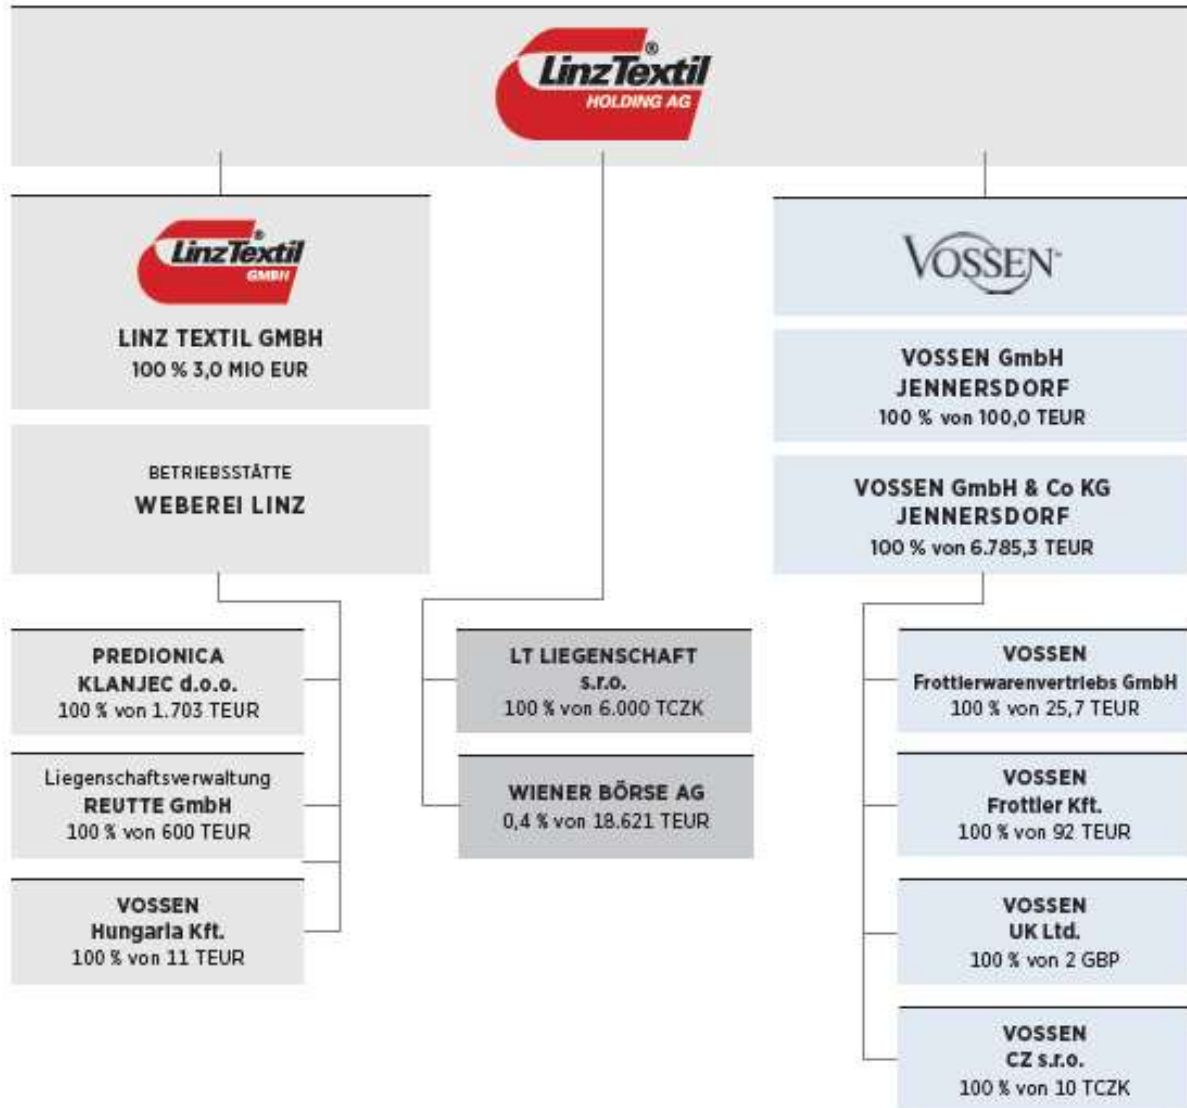 LinzTextil®
HOLDING AG
LinzTextil®
GMBH
LINZ TEXTIL GMBH
100 % 3,0 MIO EUR
BETRIEBSSTÄTTE
WEBEREI LINZ
PREDIONICA
KLANJEC d.o.o.
100 % von 1.703 TEUR
Liegenschaftsverwaltung
REUTTE GmbH
100 % von 600 TEUR
VOSSEN
Hungaria Kft.
100 % von 11 TEUR
LT LIEGENSCHAFT
s.r.o.
100 % von 6.000 TCZK
WIENER BÖRSE AG
0,4 % von 18.621 TEUR
VOSSEN™
VOSSEN GmbH
JENNERSDORF
100 % von 100,0 TEUR
VOSSEN GmbH & Co KG
JENNERSDORF
100 % von 6.785,3 TEUR
VOSSEN
Frottierwarenvertriebs GmbH
100 % von 25,7 TEUR
VOSSEN
Frottier Kft.
100 % von 92 TEUR
VOSSEN
UK Ltd.
100 % von 2 GBP
VOSSEN
CZ s.r.o.
100 % von 10 TCZK